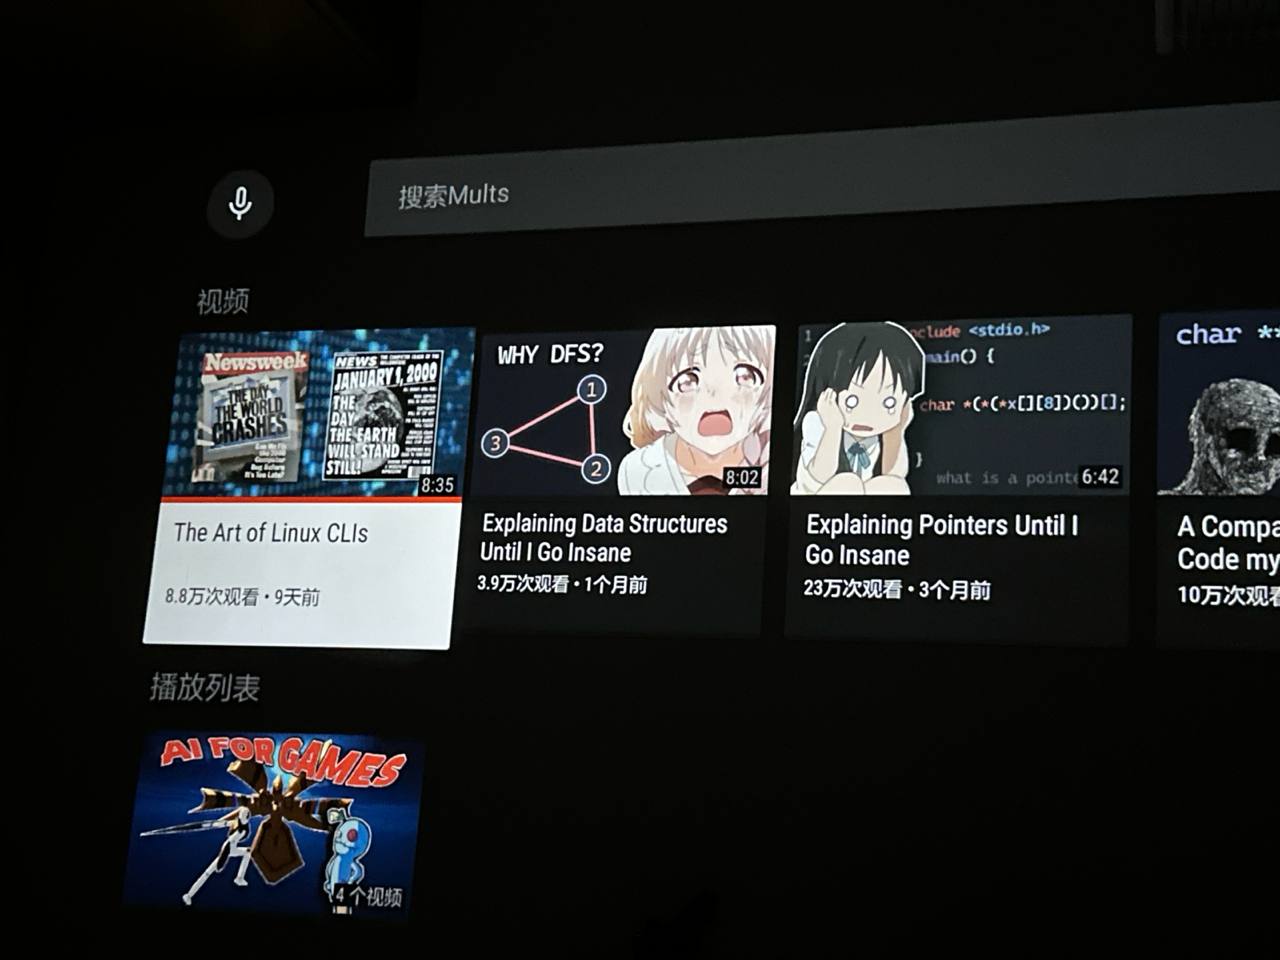 搜索Mults
视频
Newsweek
THE DAY
THE WORLD
CRASHES
NEWS
JANUARY 1, 2000
THE
DAY
THE EARTH
WILL STAND
STILL!
8:35
The Art of Linux CLIs
8.8万次观看 • 9天前
WHY DFS?
1
3
2
8:02
Explaining Data Structures
Until I Go Insane
3.9万次观看 • 1个月前
1
nclude <stdio.h>
main() {
char *(*(*x[][8])())[];
}
what is a pointe
6:42
Explaining Pointers Until I
Go Insane
23万次观看 • 3个月前
char **
A Compa
Code my
10万次观看
播放列表
AI FOR GAMES
4 个视频